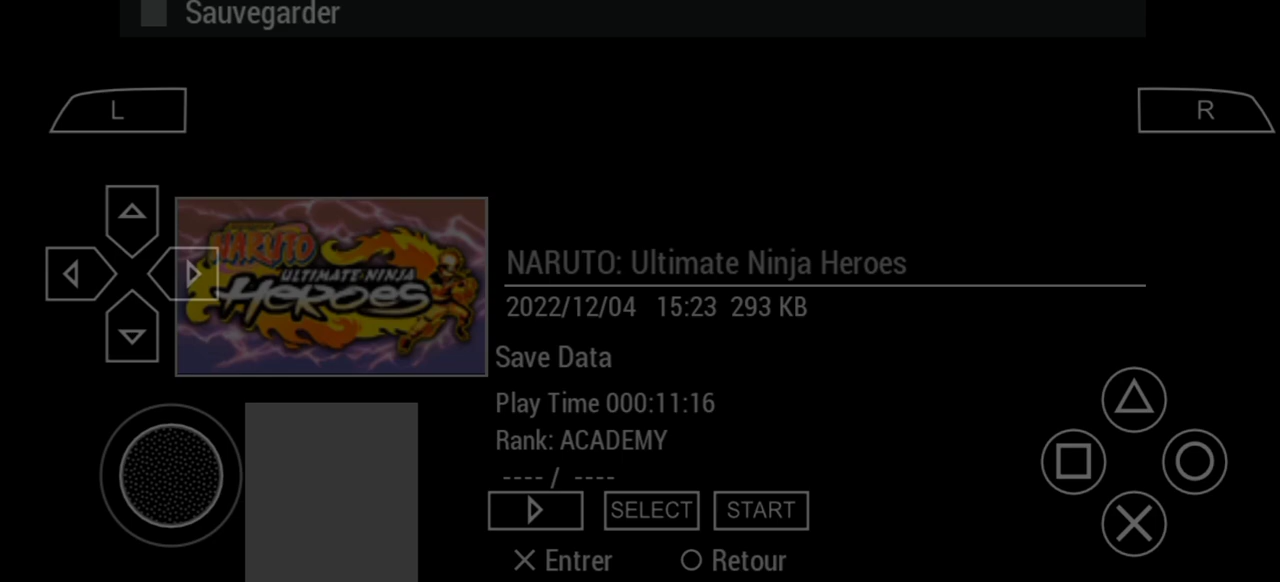 Sauvegarder
L
R
NARUTO
ULTIMATE NINJA
HEROES
NARUTO: Ultimate Ninja Heroes
2022/12/04 15:23 293 KB
Save Data
Play Time 000:11:16
Rank: ACADEMY
---- / ----
SELECT START
Entrer Retour